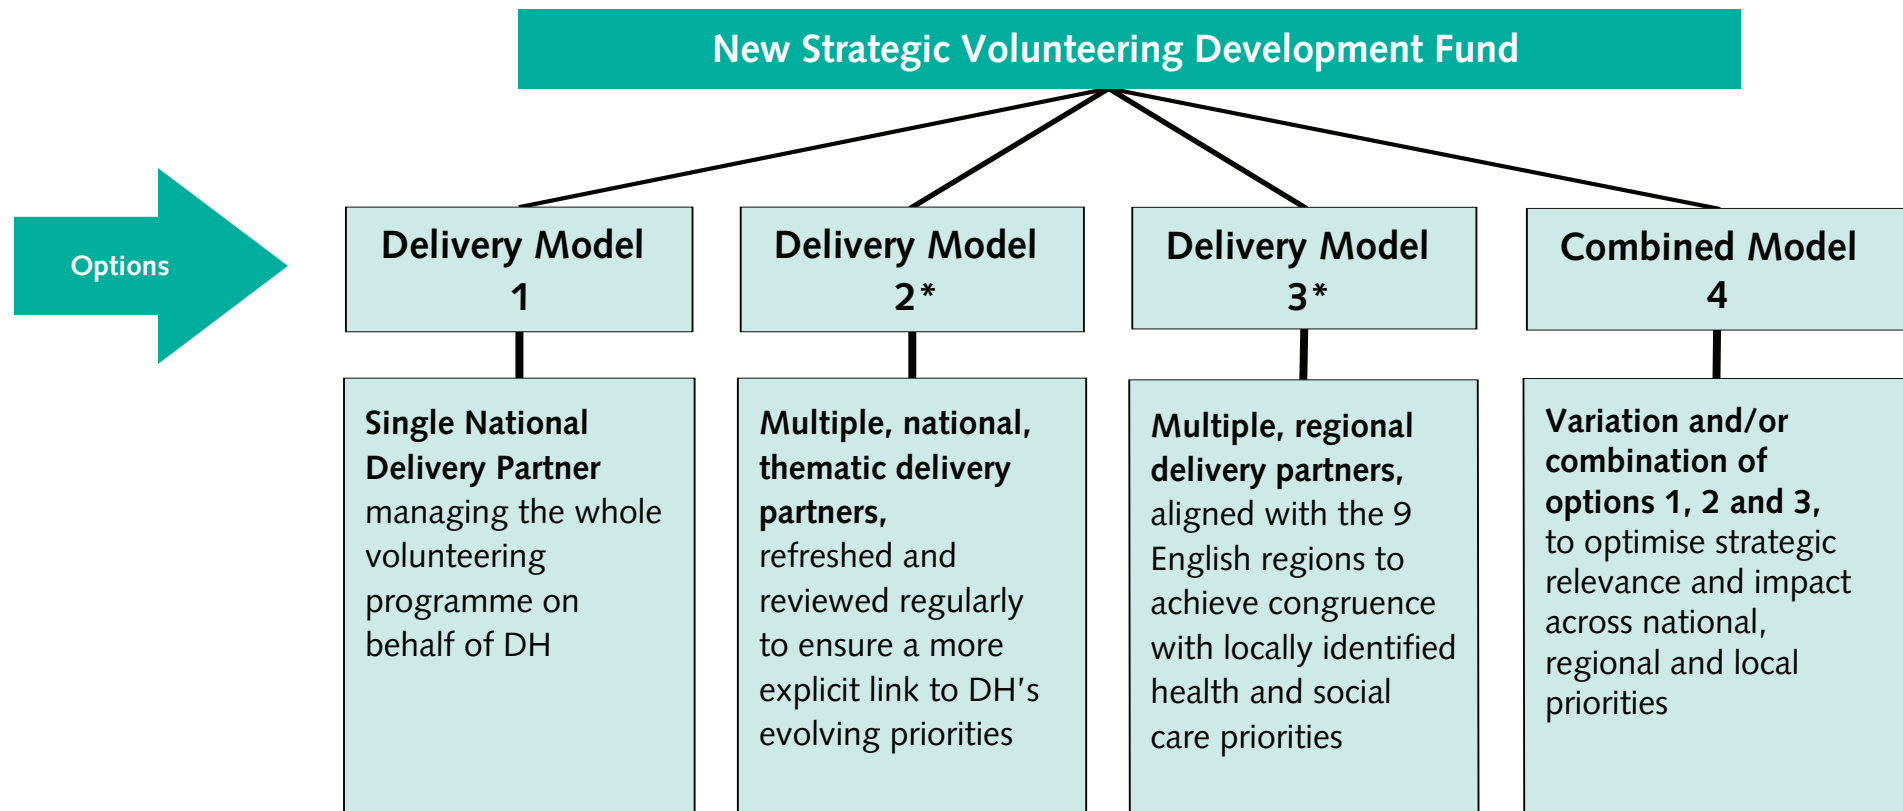 New Strategic Volunteering Development Fund
Options
Delivery Model
1
Delivery Model
2*
Delivery Model
3*
Combined Model
4
Single National
Delivery Partner
managing the whole
volunteering
programme on
behalf of DH
Multiple, national,
thematic delivery
partners,
refreshed and
reviewed regularly
to ensure a more
explicit link to DH's
evolving priorities
Multiple, regional
delivery partners,
aligned with the 9
English regions to
achieve congruence
with locally identified
health and social
care priorities
Variation and/or
combination of
options 1, 2 and 3,
to optimise strategic
relevance and impact
across national,
regional and local
priorities